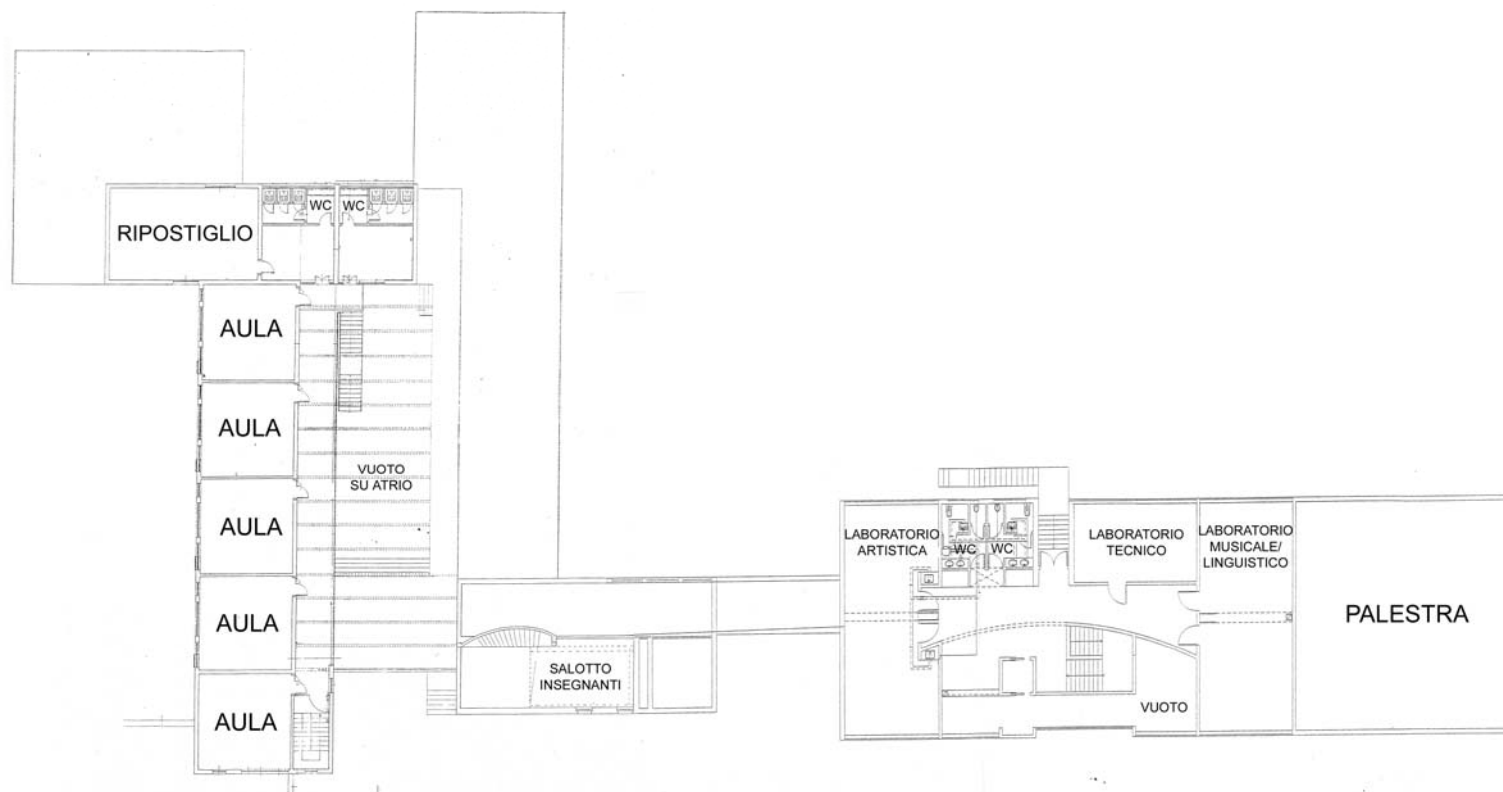 WC
WC
RIPOSTIGLIO
AULA
AULA
VUOTO
SU ATRIO
AULA
AULA
AULA
SALOTTO
INSEGNANTI
LABORATORIO
ARTISTICA
WC
WC
LABORATORIO
TECNICO
LABORATORIO
MUSICALE/
LINGUISTICO
PALESTRA
VUOTO